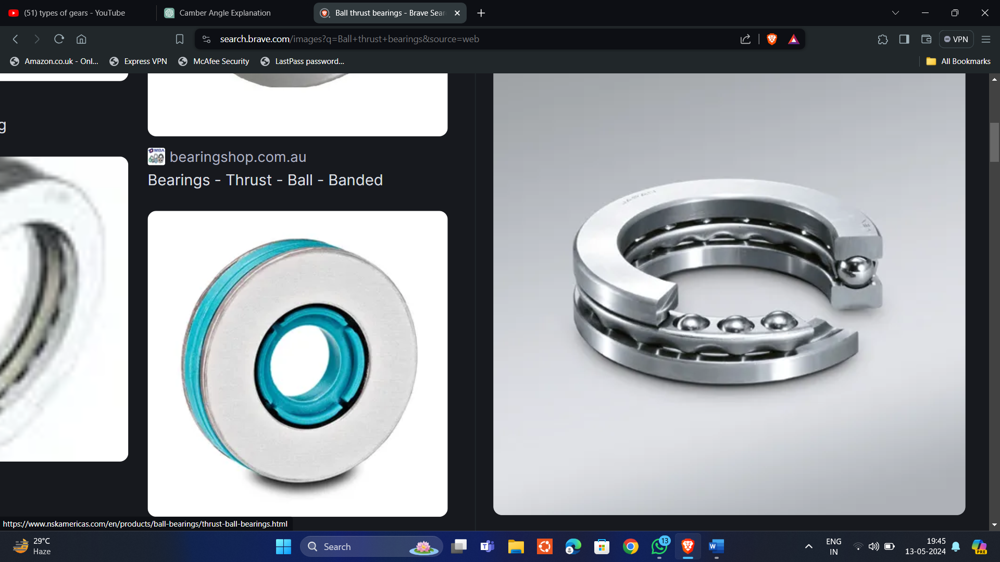 (51) types of gears - YouTube
Camber Angle Explanation
Ball thrust bearings - Brave Sear
search.brave.com/images?q=Ball+thrust+bearings&source=web
VPN
Amazon.co.uk - Onl...
Express VPN
McAfee Security
LastPass password...
All Bookmarks
g
MBA
bearingshop.com.au
Bearings - Thrust - Ball - Banded
https://www.nskamericas.com/en/products/ball-bearings/thrust-ball-bearings.html
29°C
Haze
Search
T
13
W
ENG
IN
19:45
13-05-2024
PRE